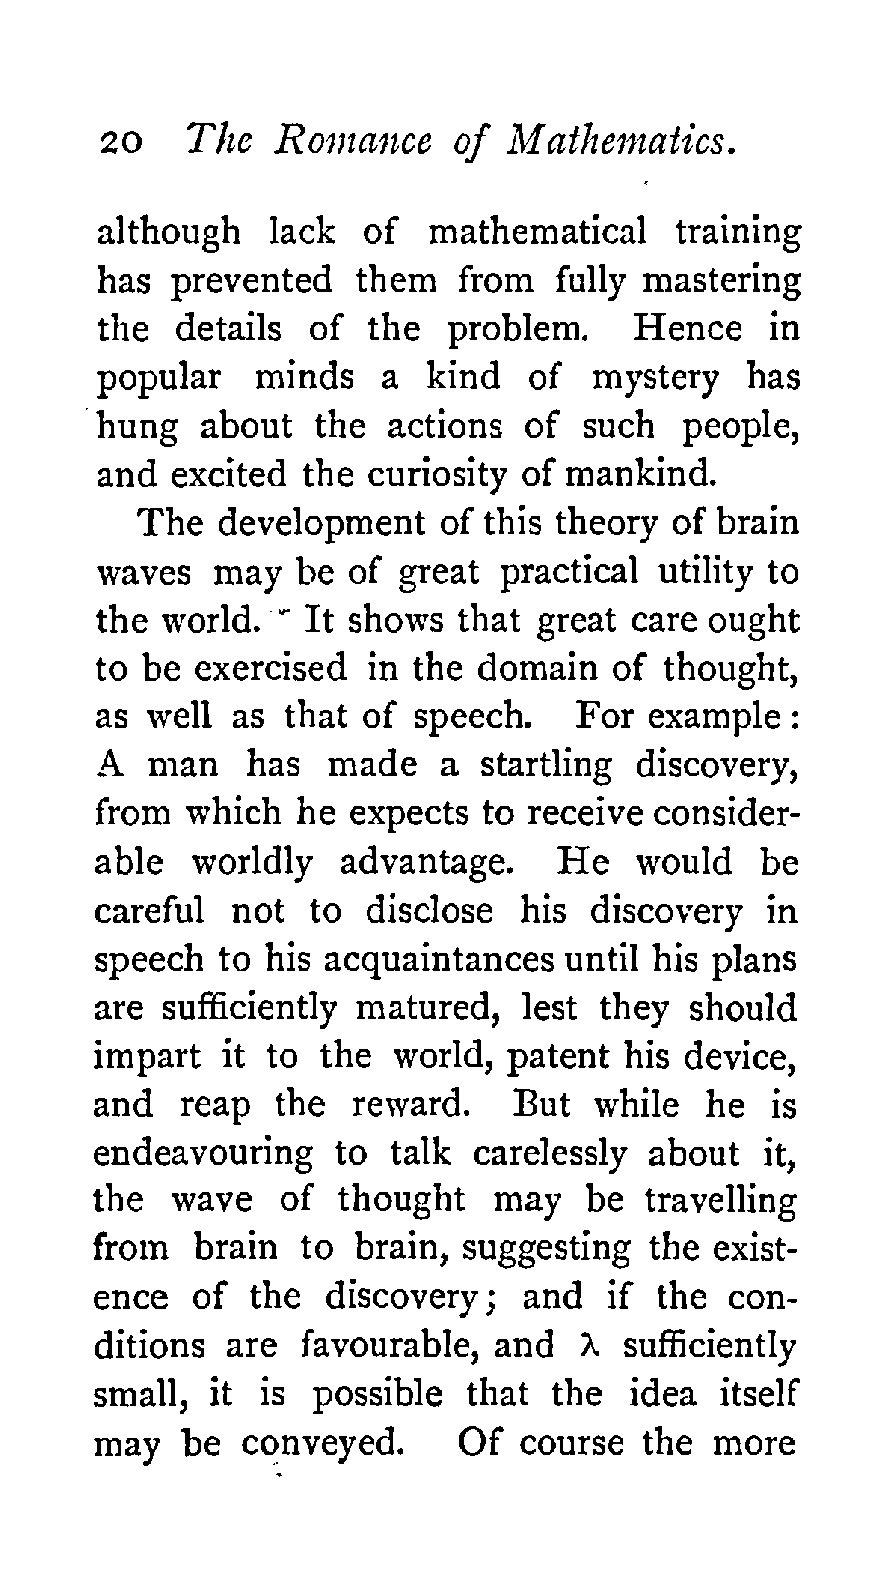 20 The Romance of Mathematics.
although lack of mathematical training
has prevented them from fully mastering
the details of the problem. Hence in
popular minds a kind of mystery has
hung about the actions of such people,
and excited the curiosity of mankind.
The development of this theory of brain
waves may be of great practical utility to
the world. It shows that great care ought
to be exercised in the domain of thought,
as well as that of speech. For example :
A man has made a startling discovery,
from which he expects to receive consider-
able worldly advantage. He would be
careful not to disclose his discovery in
speech to his acquaintances until his plans
are sufficiently matured, lest they should
impart it to the world, patent his device,
and reap the reward. But while he is
endeavouring to talk carelessly about it,
the wave of thought may be travelling
from brain to brain, suggesting the exist-
ence of the discovery; and if the con-
ditions are favourable, and λ sufficiently
small, it is possible that the idea itself
may be conveyed. Of course the more